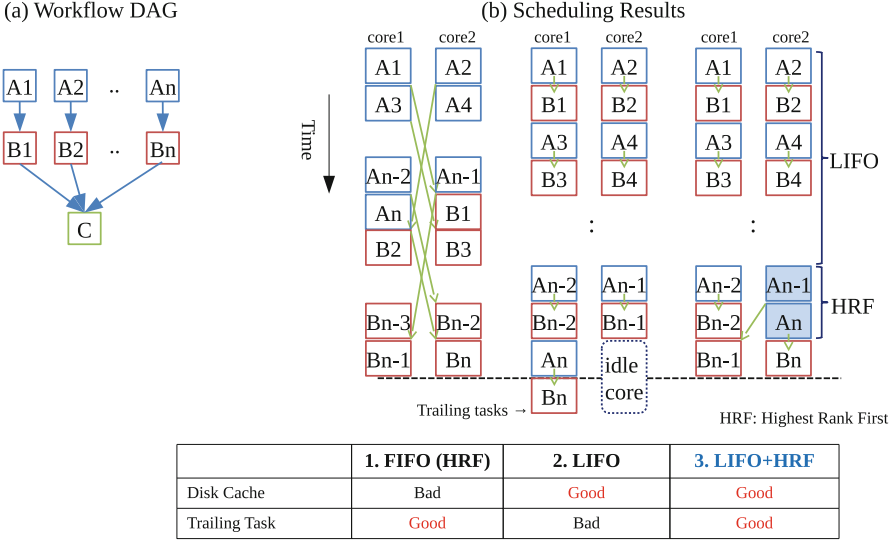 (a) Workflow DAG
A1 A2 .. An
B1 B2 .. Bn
C
(b) Scheduling Results
core1 core2 core1 core2 core1 core2
Time
A1 A2 A1 A2 A1 A2
A3 A4 B1 B2 B1 B2
A3 A4 A3 A4
An-2 An-1 B3 B4 B3 B4
LIFO
An B1
: :
B2 B3
An-2 An-1 An-2 An-1
HRF
Bn-3 Bn-2 Bn-2 Bn-1 Bn-2 An
Bn-1 Bn An idle core Bn-1 Bn
Trailing tasks → Bn
HRF: Highest Rank First
1. FIFO (HRF) 2. LIFO 3. LIFO+HRF
Disk Cache Bad Good Good
Trailing Task Good Bad Good